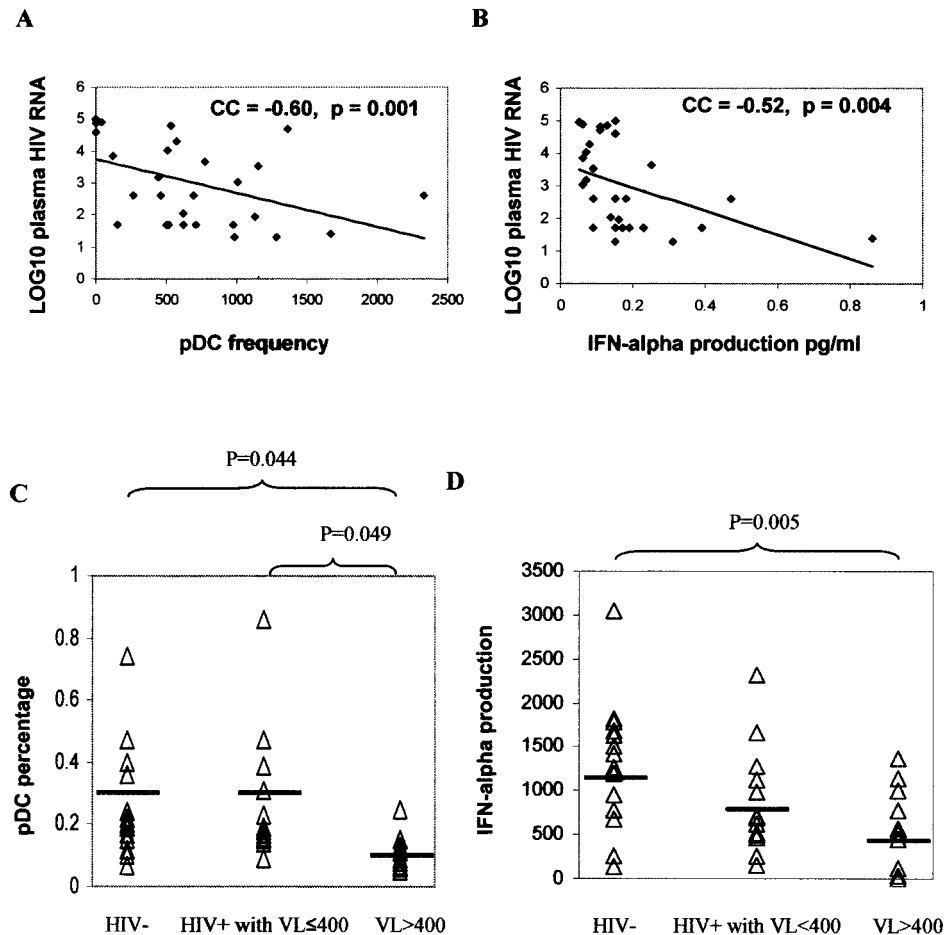 A
B
LOG10 plasma HIV RNA
6
5
4
3
2
1
0
CC = -0.60, p = 0.001
0 500 1000 1500 2000 2500
pDC frequency
LOG10 plasma HIV RNA
6
5
4
3
2
1
0
CC = -0.52, p = 0.004
0 0.2 0.4 0.6 0.8 1
IFN-alpha production pg/ml
C
P=0.044
P=0.049
pDC percentage
1
0.8
0.6
0.4
0.2
0
HIV- HIV+ with VL≤400 VL>400
D
P=0.005
IFN-alpha production
3500
3000
2500
2000
1500
1000
500
0
HIV- HIV+ with VL<400 VL>400